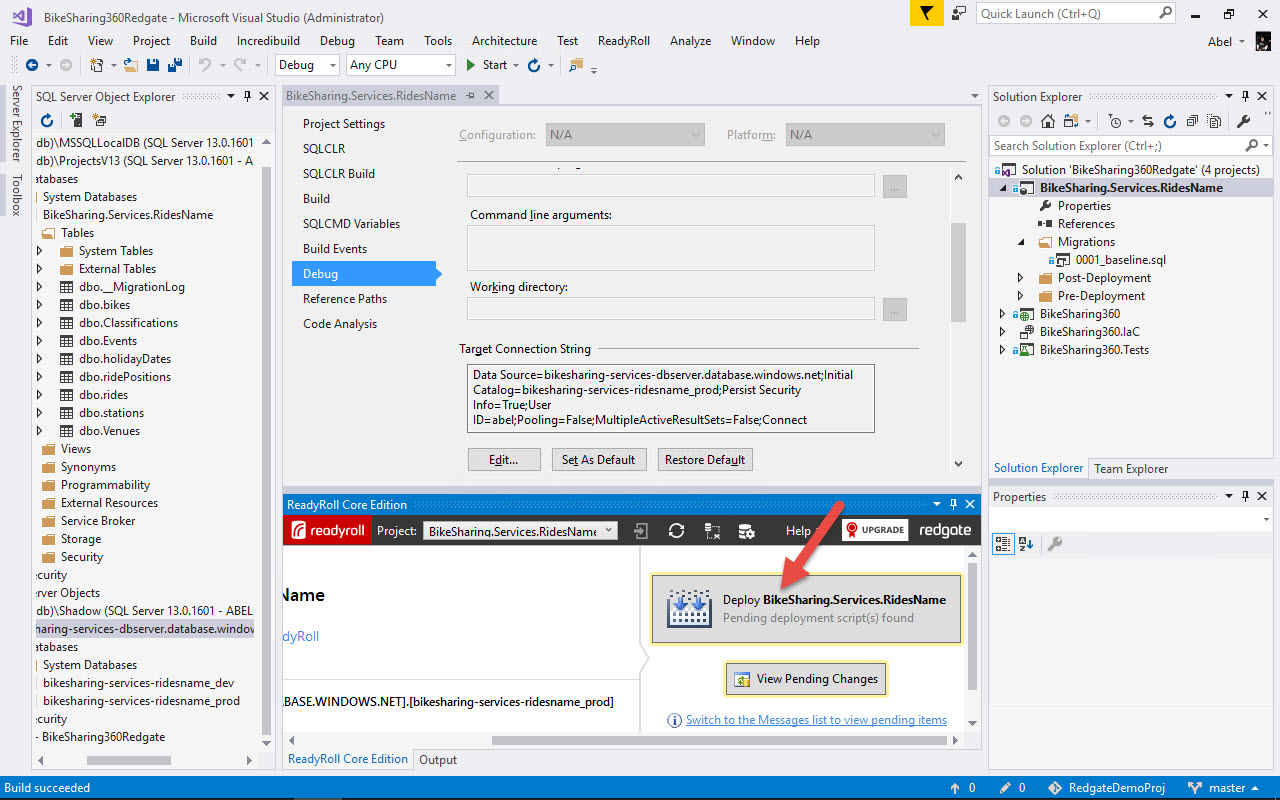 BikeSharing360Redgate - Microsoft Visual Studio (Administrator)
Quick Launch (Ctrl+Q)
File Edit View Project Build Incredibuild Debug Team Tools Architecture Test ReadyRoll Analyze Window Help
Abel
Debug Any CPU Start
Server Explorer
Toolbox
SQL Server Object Explorer
db)\MSSQLLocalDB (SQL Server 13.0.1601
db)\ProjectsV13 (SQL Server 13.0.1601 - A
atabases
System Databases
BikeSharing.Services.RidesName
Tables
System Tables
External Tables
dbo.__MigrationLog
dbo.bikes
dbo.Classifications
dbo.Events
dbo.holidayDates
dbo.ridePositions
dbo.rides
dbo.stations
dbo.Venues
Views
Synonyms
Programmability
External Resources
Service Broker
Storage
Security
ecurity
erver Objects
db)\Shadow (SQL Server 13.0.1601 - ABEL
haring-services-dbserver.database.window
atabases
System Databases
bikesharing-services-ridesname_dev
bikesharing-services-ridesname_prod
ecurity
- BikeSharing360Redgate
BikeSharing.Services.RidesName
Project Settings
SQLCLR
SQLCLR Build
Build
SQLCMD Variables
Build Events
Debug
Reference Paths
Code Analysis
Configuration: N/A Platform: N/A
...
Command line arguments:
Working directory:
...
Target Connection String
Data Source=bikesharing-services-dbserver.database.windows.net;Initial
Catalog=bikesharing-services-ridesname_prod;Persist Security
Info=True;User
ID=abel;Pooling=False;MultipleActiveResultSets=False;Connect
Edit... Set As Default Restore Default
ReadyRoll Core Edition
readyroll Project: BikeSharing.Services.RidesName Help UPGRADE redgate
Name
dyRoll
.BASE.WINDOWS.NET].[bikesharing-services-ridesname_prod]
Deploy BikeSharing.Services.RidesName
Pending deployment script(s) found
View Pending Changes
Switch to the Messages list to view pending items
ReadyRoll Core Edition Output
Solution Explorer
Search Solution Explorer (Ctrl+;)
Solution 'BikeSharing360Redgate' (4 projects)
BikeSharing.Services.RidesName
Properties
References
Migrations
0001_baseline.sql
Post-Deployment
Pre-Deployment
BikeSharing360
BikeSharing360.IaC
BikeSharing360.Tests
Solution Explorer Team Explorer
Properties
Build succeeded 0 0 RedgateDemoProj master